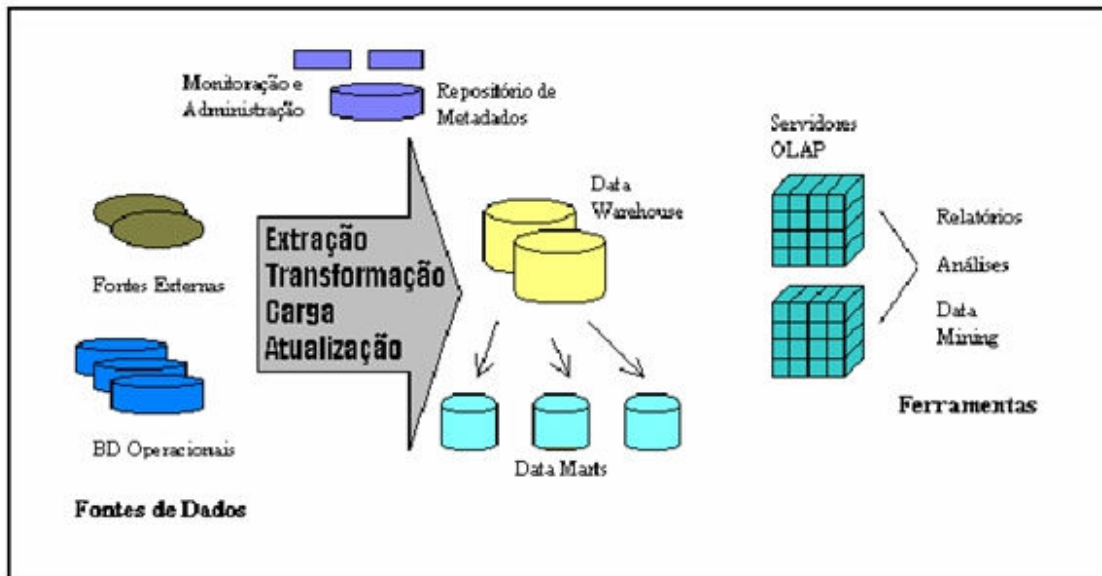 Monitoração e
Administração
Repositório de
Metadados
Servidores
OLAP
Data
Warehouse
Relatórios
Extração
Transformação
Carga
Atualização
Fontes Externas
Análises
Data
Mining
Ferramentas
BD Operacionais
Data Marts
Fontes de Dados